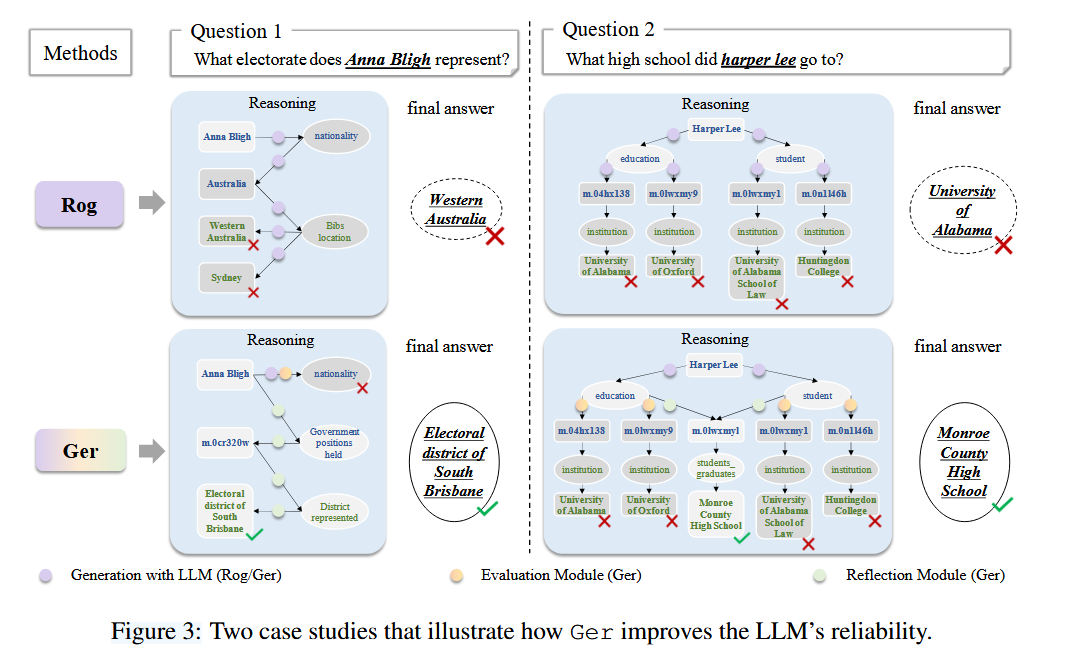 Methods
Question 1
What electorate does Anna Bligh represent?
Question 2
What high school did harper lee go to?
Rog
Reasoning
Anna Bligh
nationality
Australia
Western
Australia
Bibs
location
Sydney
final answer
Western
Australia
Reasoning
Harper Lee
education
student
m.04hx138
m.0lwxmy9
m.0lwxmy1
m.0n1l46h
institution
institution
institution
institution
University
of Alabama
University
of Oxford
University
of Alabama
School of
Law
Huntingdon
College
final answer
University
of
Alabama
Ger
Reasoning
Anna Bligh
nationality
m.0cr320w
Government
positions
held
Electoral
district of
South
Brisbane
District
represented
final answer
Electoral
district of
South
Brisbane
Reasoning
Harper Lee
education
student
m.04hx138
m.0lwxmy9
m.0lwxmyl
m.0lwxmy1
m.0n1l46h
institution
institution
students_
graduates
institution
institution
University
of Alabama
University
of Oxford
Monroe
County
High School
University
of Alabama
School of
Law
Huntingdon
College
final answer
Monroe
County
High
School
Generation with LLM (Rog/Ger)
Evaluation Module (Ger)
Reflection Module (Ger)
Figure 3: Two case studies that illustrate how Ger improves the LLM's reliability.